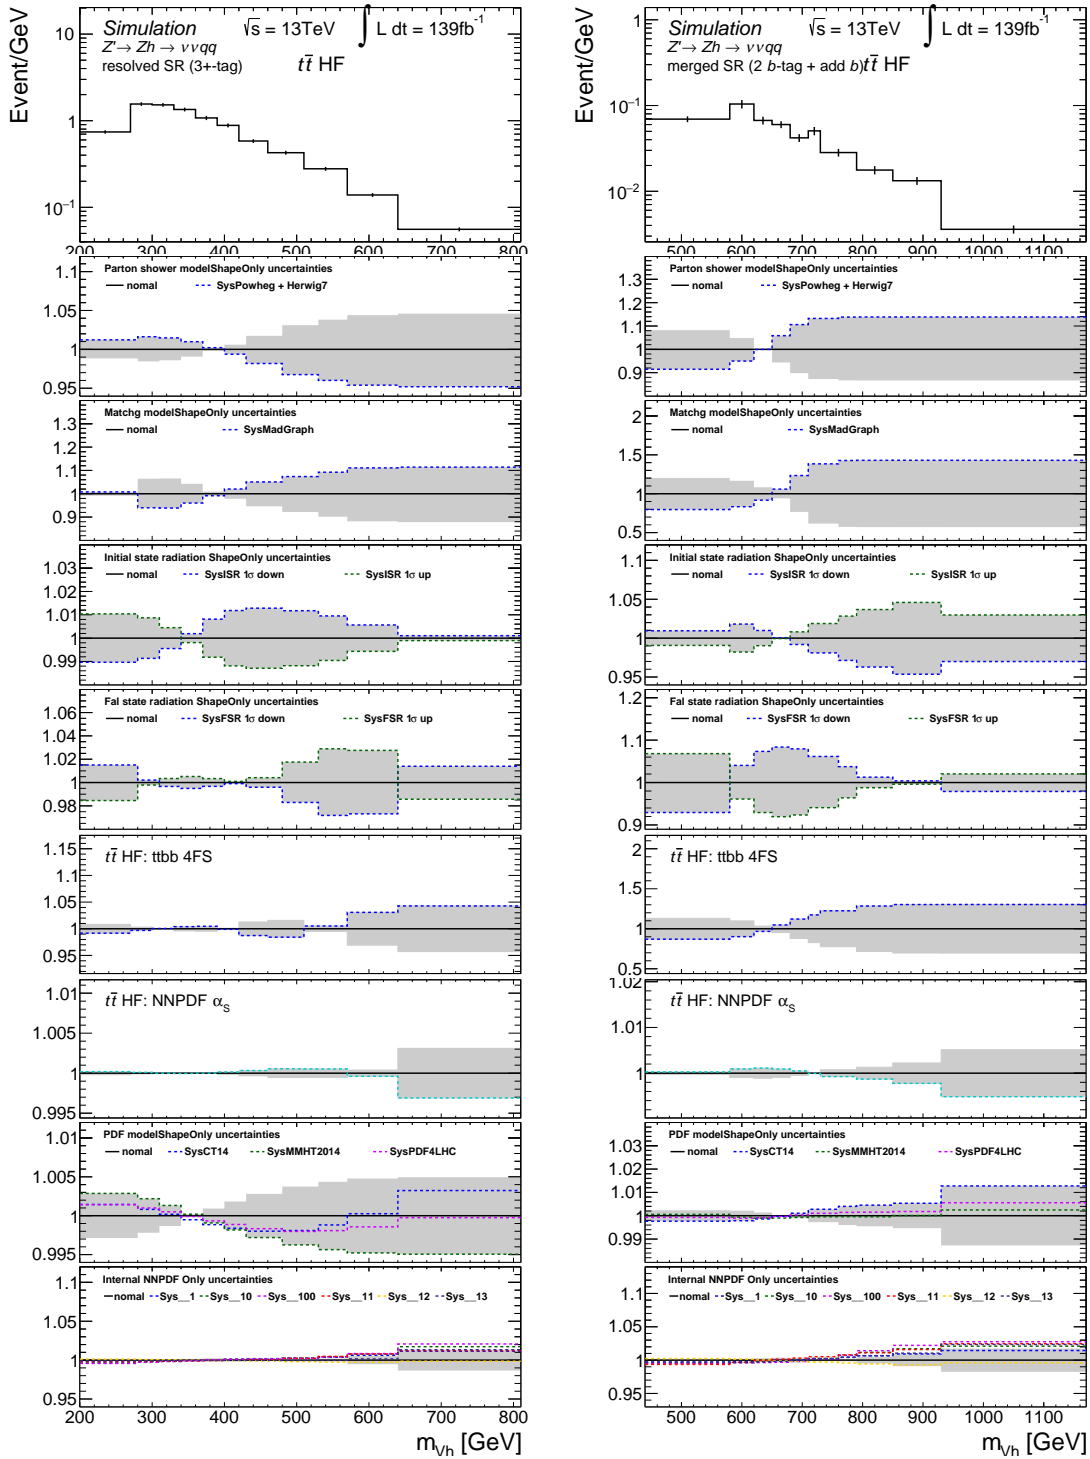 Simulation √s = 13TeV ∫ L dt = 139fb⁻¹
Z'→ Zh → ννqq
resolved SR (3+-tag) tt̄ HF
Event/GeV
10
1
10⁻¹
200 300 400 500 600 700 800
Parton shower modelShapeOnly uncertainties
nomal SysPowheg + Herwig7
1.1
1.05
1
0.95
Matchg modelShapeOnly uncertainties
nomal SysMadGraph
1.3
1.2
1.1
1
0.9
Initial state radiation ShapeOnly uncertainties
nomal SysISR 1σ down SysISR 1σ up
1.03
1.02
1.01
1
0.99
Fal state radiation ShapeOnly uncertainties
nomal SysFSR 1σ down SysFSR 1σ up
1.06
1.04
1.02
1
0.98
tt̄ HF: ttbb 4FS
1.15
1.1
1.05
1
0.95
tt̄ HF: NNPDF αS
1.01
1.005
1
0.995
PDF modelShapeOnly uncertainties
nomal SysCT14 SysMMHT2014 SysPDF4LHC
1.01
1.005
1
0.995
Internal NNPDF Only uncertainties
nomal Sys__1 Sys__10 Sys__100 Sys__11 Sys__12 Sys__13
1.1
1.05
1
0.95
200 300 400 500 600 700 800
mVh [GeV]
Simulation √s = 13TeV ∫ L dt = 139fb⁻¹
Z'→ Zh → ννqq
merged SR (2 b-tag + add b) tt̄ HF
Event/GeV
1
10⁻¹
10⁻²
500 600 700 800 900 1000 1100
Parton shower modelShapeOnly uncertainties
nomal SysPowheg + Herwig7
1.3
1.2
1.1
1
0.9
Matchg modelShapeOnly uncertainties
nomal SysMadGraph
2
1.5
1
0.5
Initial state radiation ShapeOnly uncertainties
nomal SysISR 1σ down SysISR 1σ up
1.1
1.05
1
0.95
Fal state radiation ShapeOnly uncertainties
nomal SysFSR 1σ down SysFSR 1σ up
1.2
1.1
1
0.9
tt̄ HF: ttbb 4FS
2
1.5
1
0.5
tt̄ HF: NNPDF αS
1.02
1.01
1
PDF modelShapeOnly uncertainties
nomal SysCT14 SysMMHT2014 SysPDF4LHC
1.03
1.02
1.01
1
0.99
Internal NNPDF Only uncertainties
nomal Sys__1 Sys__10 Sys__100 Sys__11 Sys__12 Sys__13
1.1
1.05
1
0.95
500 600 700 800 900 1000 1100
mVh [GeV]